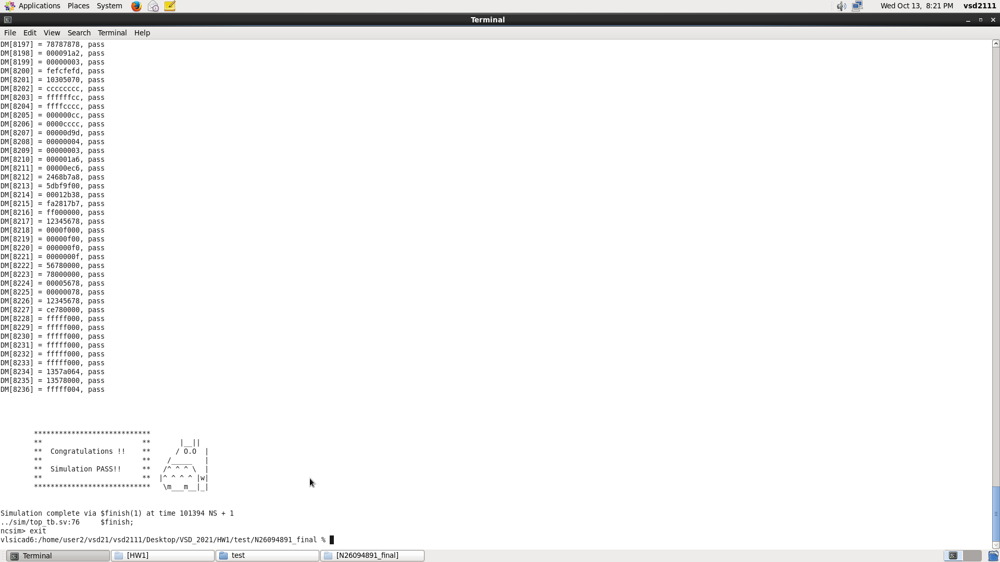 Applications Places System Wed Oct 13, 8:21 PM vsd2111
Terminal
File Edit View Search Terminal Help
DM[8197] = 78787878, pass
DM[8198] = 000091a2, pass
DM[8199] = 00000003, pass
DM[8200] = fefcfefd, pass
DM[8201] = 10305070, pass
DM[8202] = cccccccc, pass
DM[8203] = ffffffcc, pass
DM[8204] = ffffcccc, pass
DM[8205] = 000000cc, pass
DM[8206] = 0000cccc, pass
DM[8207] = 00000d9d, pass
DM[8208] = 00000004, pass
DM[8209] = 00000003, pass
DM[8210] = 000001a6, pass
DM[8211] = 00000ec6, pass
DM[8212] = 2468b7a8, pass
DM[8213] = 5dbf9f00, pass
DM[8214] = 00012b38, pass
DM[8215] = fa2817b7, pass
DM[8216] = ff000000, pass
DM[8217] = 12345678, pass
DM[8218] = 0000f000, pass
DM[8219] = 00000f00, pass
DM[8220] = 000000f0, pass
DM[8221] = 0000000f, pass
DM[8222] = 56780000, pass
DM[8223] = 78000000, pass
DM[8224] = 00005678, pass
DM[8225] = 00000078, pass
DM[8226] = 12345678, pass
DM[8227] = ce780000, pass
DM[8228] = fffff000, pass
DM[8229] = fffff000, pass
DM[8230] = fffff000, pass
DM[8231] = fffff000, pass
DM[8232] = fffff000, pass
DM[8233] = fffff000, pass
DM[8234] = 1357a064, pass
DM[8235] = 13578000, pass
DM[8236] = fffff004, pass
        ****************************
        **                        **       |__||
        **  Congratulations !!    **      / O.O  |
        **                        **    /_____   |
        **  Simulation PASS!!     **   /^ ^ ^ \  |
        **                        **  |^ ^ ^ ^ |w|
        ****************************   \m___m__|_|
Simulation complete via $finish(1) at time 101394 NS + 1
../sim/top_tb.sv:76     $finish;
ncsim> exit
vlsicad6:/home/user2/vsd21/vsd2111/Desktop/VSD_2021/HW1/test/N26094891_final %
Terminal [HW1] test [N26094891_final]